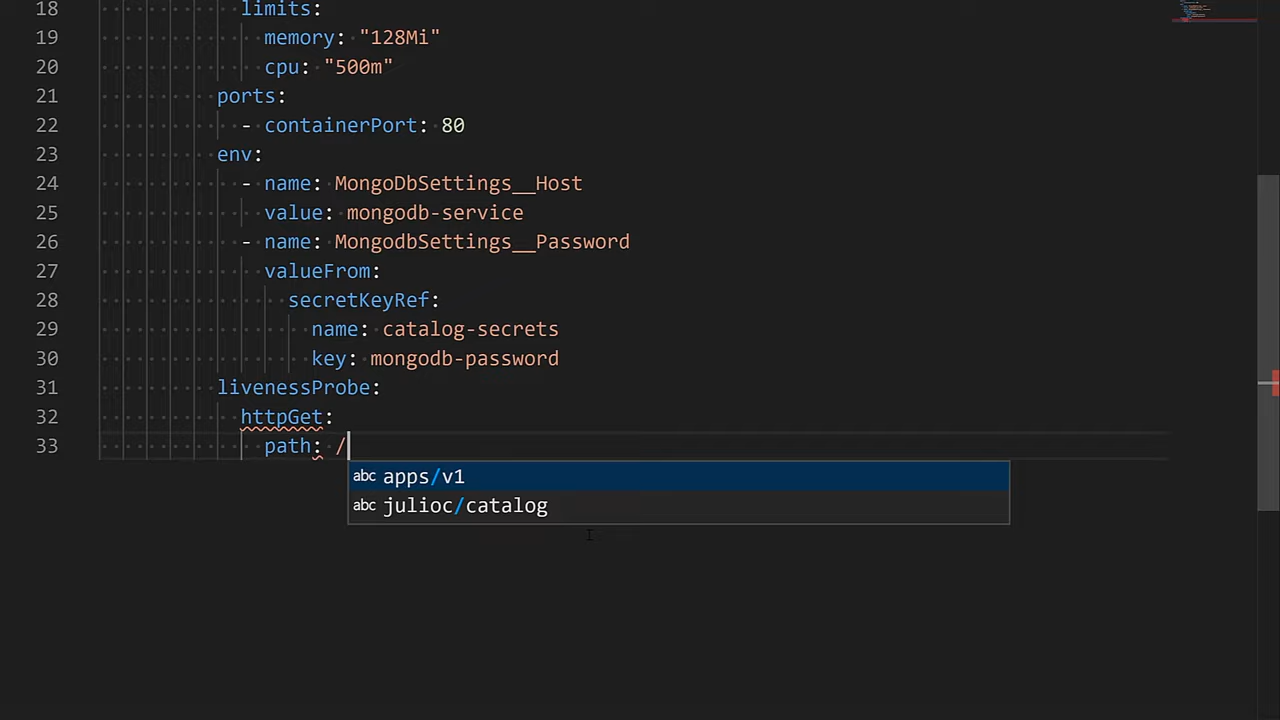 18 limits:
19 memory: "128Mi"
20 cpu: "500m"
21 ports:
22 - containerPort: 80
23 env:
24 - name: MongoDbSettings__Host
25 value: mongodb-service
26 - name: MongodbSettings__Password
27 valueFrom:
28 secretKeyRef:
29 name: catalog-secrets
30 key: mongodb-password
31 livenessProbe:
32 httpGet:
33 path: /
abc apps/v1
abc julioc/catalog